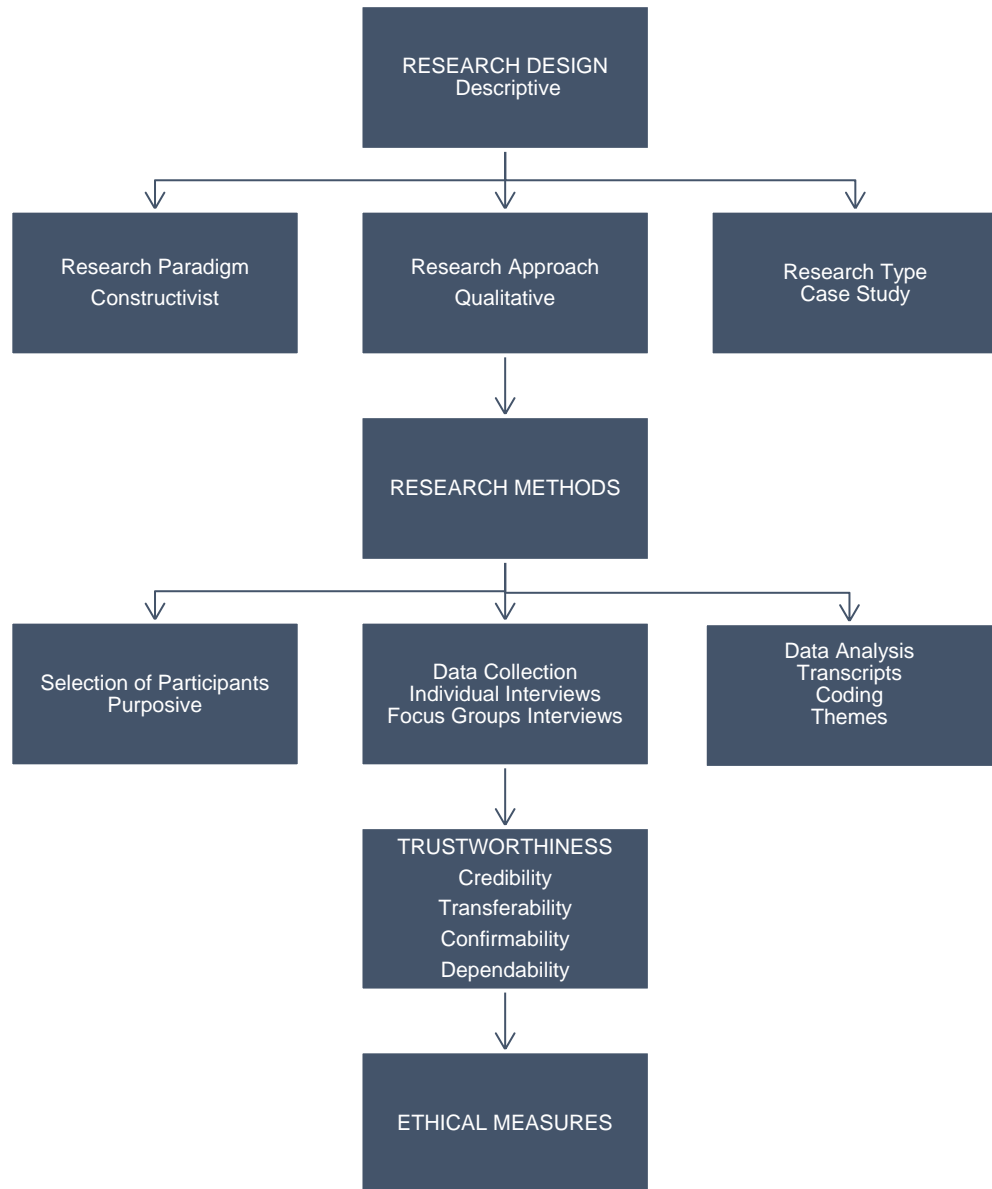 RESEARCH DESIGN
Descriptive
Research Paradigm
Constructivist
Research Approach
Qualitative
Research Type
Case Study
RESEARCH METHODS
Selection of Participants
Purposive
Data Collection
Individual Interviews
Focus Groups Interviews
Data Analysis
Transcripts
Coding
Themes
TRUSTWORTHINESS
Credibility
Transferability
Confirmability
Dependability
ETHICAL MEASURES